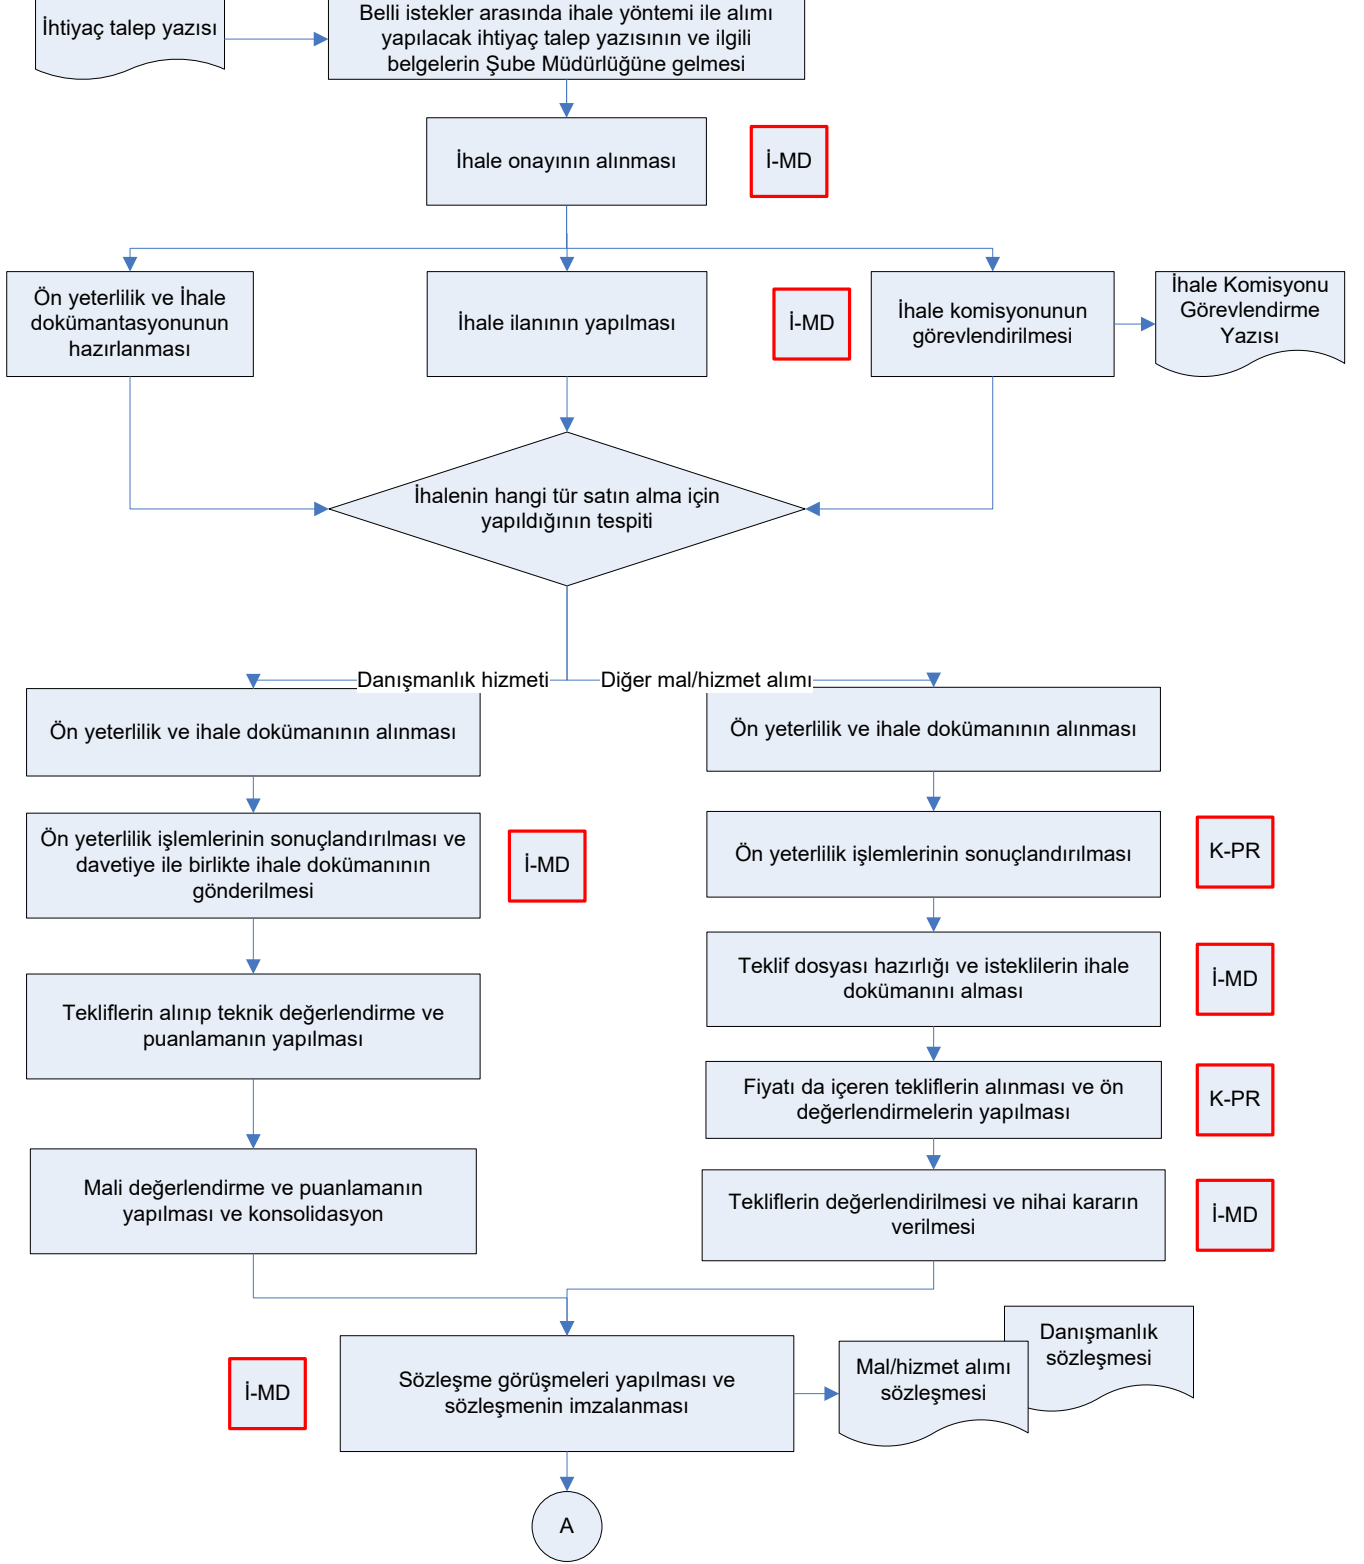 İhtiyaç talep yazısı
Belli istekler arasında ihale yöntemi ile alımı
yapılacak ihtiyaç talep yazısının ve ilgili
belgelerin Şube Müdürlüğüne gelmesi
İhale onayının alınması
İ-MD
Ön yeterlilik ve İhale
dokümantasyonunun
hazırlanması
İhale ilanının yapılması
İ-MD
İhale komisyonunun
görevlendirilmesi
İhale Komisyonu
Görevlendirme
Yazısı
İhalenin hangi tür satın alma için
yapıldığının tespiti
Danışmanlık hizmeti
Diğer mal/hizmet alımı
Ön yeterlilik ve ihale dokümanının alınması
Ön yeterlilik ve ihale dokümanının alınması
Ön yeterlilik işlemlerinin sonuçlandırılması ve
davetiye ile birlikte ihale dokümanının
gönderilmesi
İ-MD
Ön yeterlilik işlemlerinin sonuçlandırılması
K-PR
Teklif dosyası hazırlığı ve isteklilerin ihale
dokümanını alması
İ-MD
Tekliflerin alınıp teknik değerlendirme ve
puanlamanın yapılması
Fiyatı da içeren tekliflerin alınması ve ön
değerlendirmelerin yapılması
K-PR
Mali değerlendirme ve puanlamanın
yapılması ve konsolidasyon
Tekliflerin değerlendirilmesi ve nihai kararın
verilmesi
İ-MD
İ-MD
Sözleşme görüşmeleri yapılması ve
sözleşmenin imzalanması
Mal/hizmet alımı
sözleşmesi
Danışmanlık
sözleşmesi
A